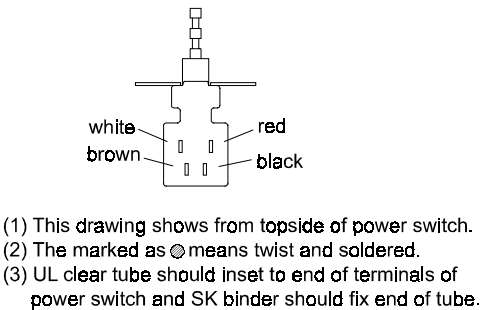 white
red
brown
black
(1) This drawing shows from topside of power switch.
(2) The marked as means twist and soldered.
(3) UL clear tube should inset to end of terminals of
power switch and SK binder should fix end of tube.